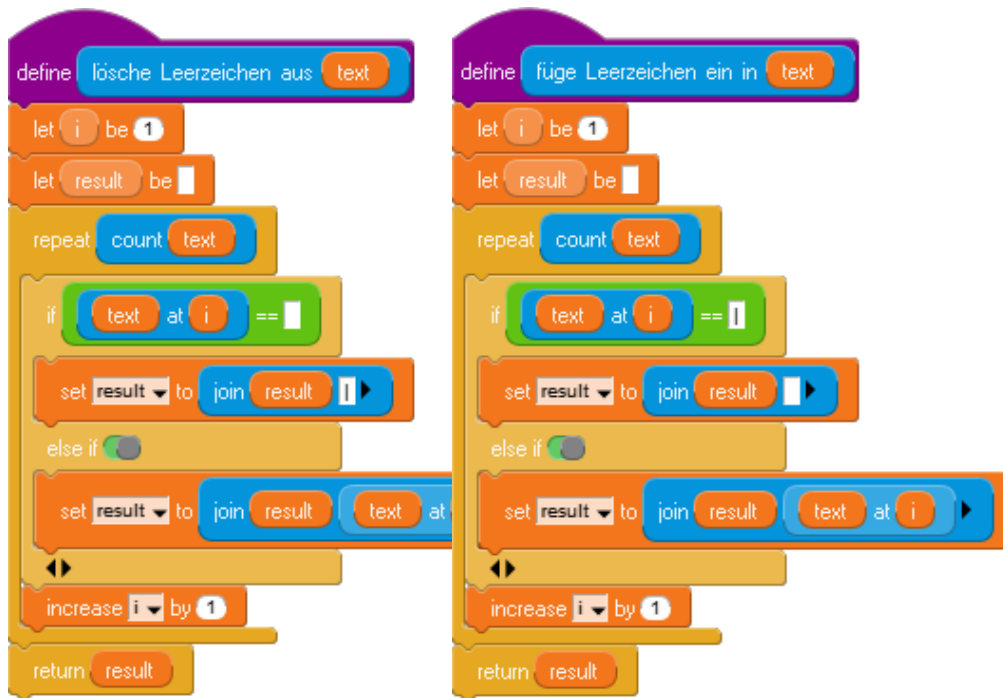 define lösche Leerzeichen aus text
let i be 1
let result be
repeat count text
if text at i ==
set result to join result |
else if
set result to join result text at
increase i by 1
return result
define füge Leerzeichen ein in text
let i be 1
let result be
repeat count text
if text at i == |
set result to join result
else if
set result to join result text at i
increase i by 1
return result